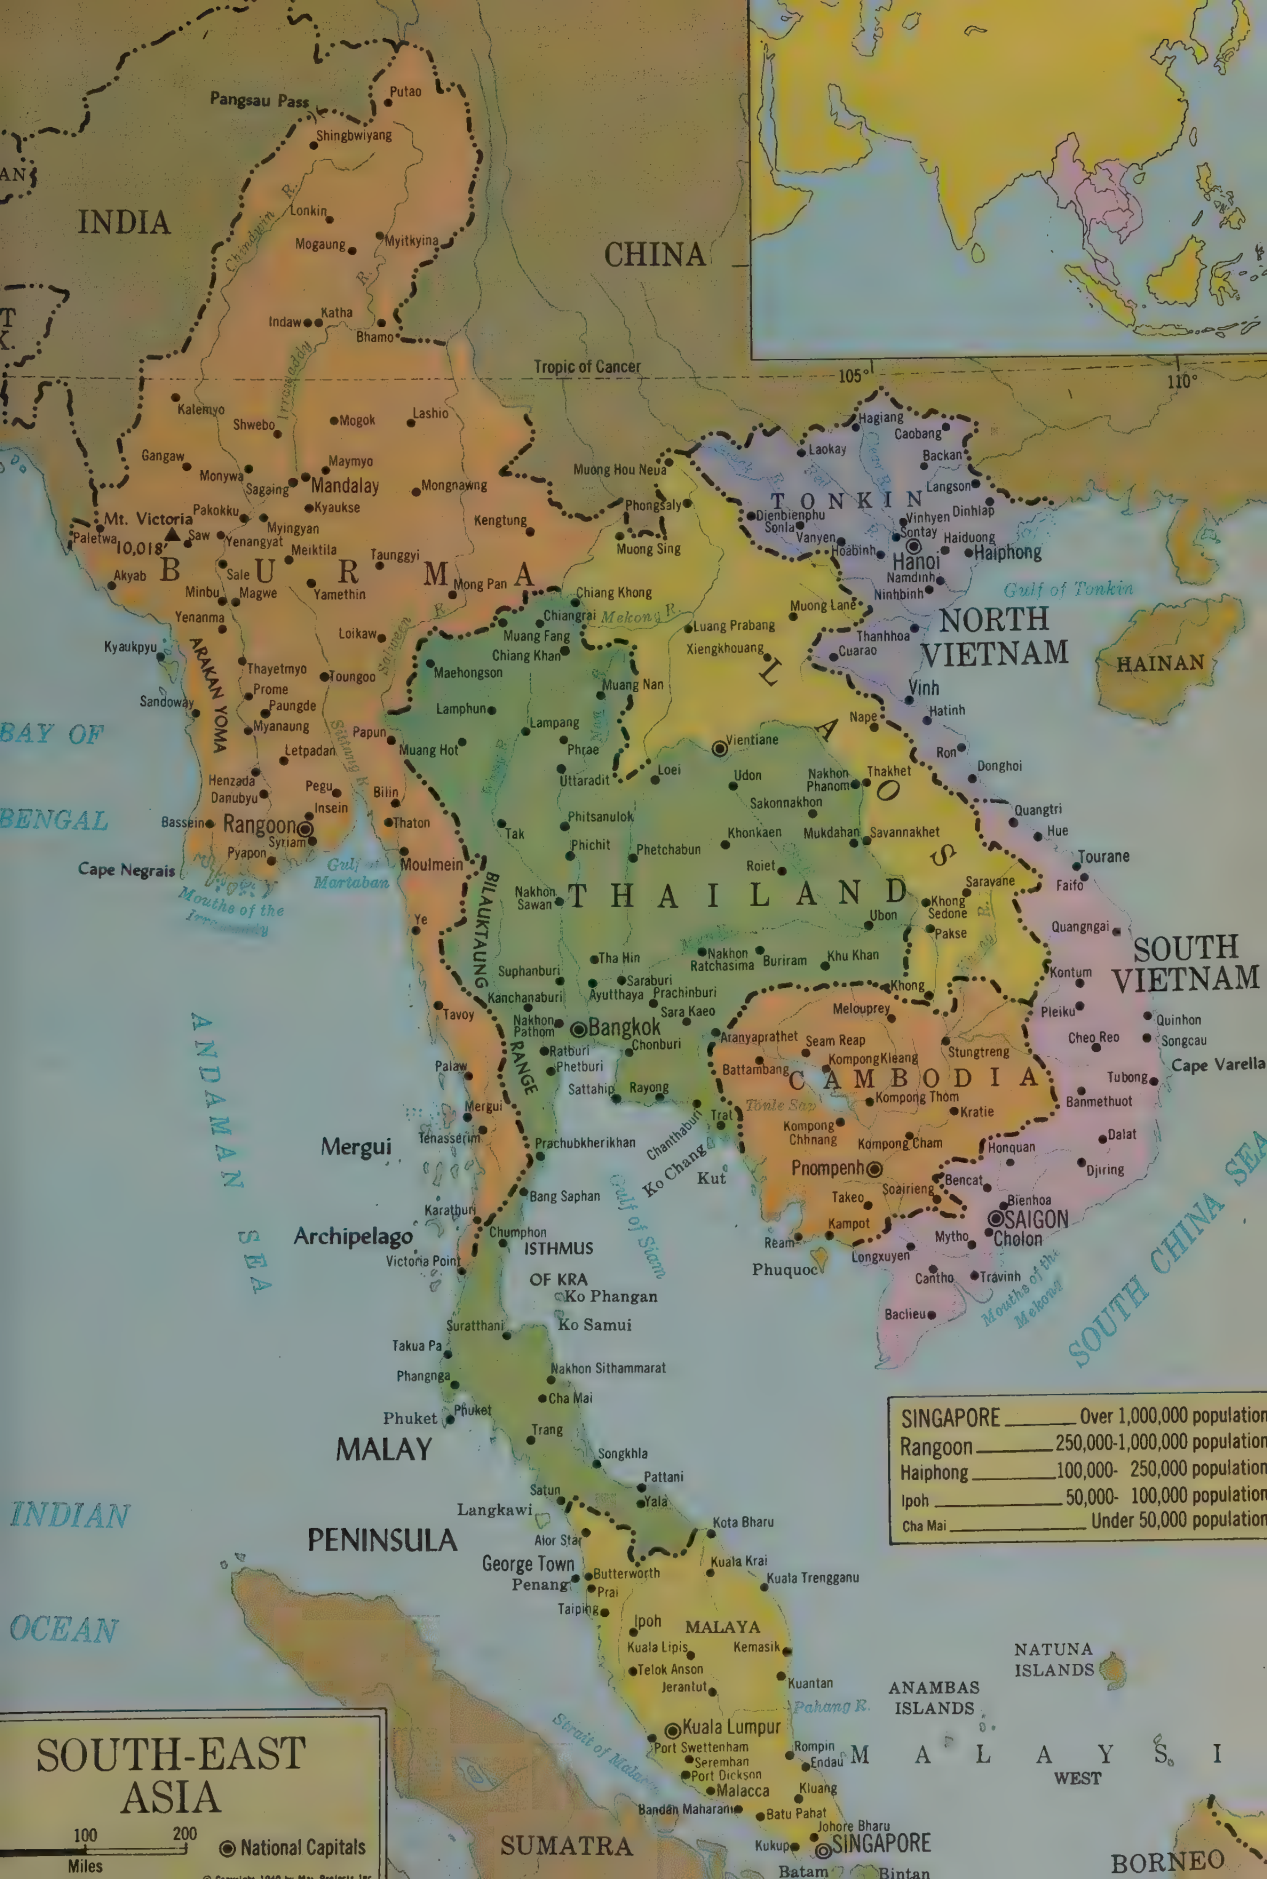 Pangsau Pass
Putao
Shingbwiyang
INDIA
Chindwin R.
Lonkin
Mogaung
Myitkyina
R.
CHINA
Indaw
Katha
Bhamo
Irrawaddy
Tropic of Cancer
105°
110°
Kalemyo
Shwebo
Mogok
Lashio
Hagiang
Caobang
Laokay
Backan
Gangaw
Monywa
Maymyo
Sagaing
Mandalay
Mongnawng
Muong Hou Neua
Langson
TONKIN
Phongsaly
Dienbienphu
Sonla
Vinhyen
Dinhlap
Sontay
Vanyen
Hoabinh
Hanoi
Haiduong
Haiphong
Namdinh
Ninhbinh
Gulf of Tonkin
Mt. Victoria
10,018'
Paletwa
Pakokku
Kyaukse
Saw
Myingyan
Yenangyat
Meiktila
Kengtung
Muong Sing
Akyab
BURMA
Sale
Taunggyi
Minbu
Magwe
Yamethin
Mong Pan
Chiang Khong
Yenanma
Chiangrai
Mekong R.
Muong Lane
Luang Prabang
NORTH
VIETNAM
Loikaw
Salween
R.
Muang Fang
Chiang Khan
Xiengkhouang
Thanhhoa
Cuarao
HAINAN
Kyaukpyu
ARAKAN YOMA
Thayetmyo
Toungoo
Maehongson
Muang Nan
LAOS
Sandoway
Prome
Paungde
Myanaung
Lamphun
Lampang
Vinh
Hatinh
Nape
BAY OF
BENGAL
Sittang R.
Papun
Muang Hot
Phrae
Vientiane
Ron
Letpadan
Henzada
Danubyu
Pegu
Insein
Bilin
Uttaradit
Loei
Udon
Nakhon
Phanom
Thakhet
Donghoi
Sakonnakhon
Bassein
Rangoon
Syriam
Thaton
Tak
Phitsanulok
Khonkaen
Mukdahan
Savannakhet
Quangtri
Hue
Pyapon
Moulmein
Phichit
Phetchabun
Roiet
Tourane
Faifo
Cape Negrais
Gulf
Martaban
Mouths of the
BILAUKTAUNG
RANGE
Nakhon
Sawan
THAILAND
Saravane
Khong
Sedone
Ubon
Pakse
Ye
Quangngai
SOUTH
VIETNAM
Suphanburi
Tha Hin
Saraburi
Nakhon
Ratchasima
Buriram
Khu Khan
Khong
Kontum
Kanchanaburi
Ayutthaya
Prachinburi
Melouprey
Pleiku
Tavoy
Nakhon
Pathom
Bangkok
Sara Kaeo
Quinhon
Songcau
Ratburi
Chonburi
Aranyaprathet
Seam Reap
Kompong Kleang
Stungtreng
Cheo Reo
Cape Varella
Palaw
Phetburi
Sattahip
Rayong
Battambang
CAMBODIA
Tubong
Tonle Sap
Kompong Thom
Kratie
Banmethuot
Mergui
Tenasserim
Chanthaburi
Trat
Kompong
Chhnang
Kompong Cham
Honquan
Dalat
Mergui
Archipelago
Prachubkherikhan
Ko Chang
Kut
Pnompenh
Soairieng
Bencat
Djiring
Bang Saphan
Gulf of Siam
Takeo
Kampot
Bienhoa
SAIGON
Cholon
Karathuri
Chumphon
ISTHMUS
OF KRA
Ream
Phuquoc
Longxuyen
Mytho
Victoria Point
Ko Phangan
Cantho
Travinh
Mouths of the
Mekong
SOUTH CHINA SEA
ANDAMAN SEA
Suratthani
Ko Samui
Baclieu
Takua Pa
Phangnga
Nakhon Sithammarat
Cha Mai
Phuket
Phuket
MALAY
PENINSULA
Trang
Songkhla
Pattani
Yala
Satun
Langkawi
SINGAPORE Over 1,000,000 population
Rangoon 250,000-1,000,000 population
Haiphong 100,000- 250,000 population
Ipoh 50,000- 100,000 population
Cha Mai Under 50,000 population
INDIAN
OCEAN
Alor Star
Kota Bharu
George Town
Penang
Butterworth
Prai
Kuala Krai
Kuala Trengganu
Taiping
Ipoh
MALAYA
Kuala Lipis
Kemasik
Telok Anson
Jerantut
Kuantan
Pahang R.
NATUNA
ISLANDS
ANAMBAS
ISLANDS
Kuala Lumpur
Port Swettenham
Seremban
Port Dickson
Rompin
Endau
MALAYSI
WEST
Malacca
Kluang
Bandan Maharani
Batu Pahat
Johore Bharu
Kukup
SINGAPORE
Batam
Bintan
Strait of
SUMATRA
BORNEO
SOUTH-EAST
ASIA
100
200
Miles
National Capitals